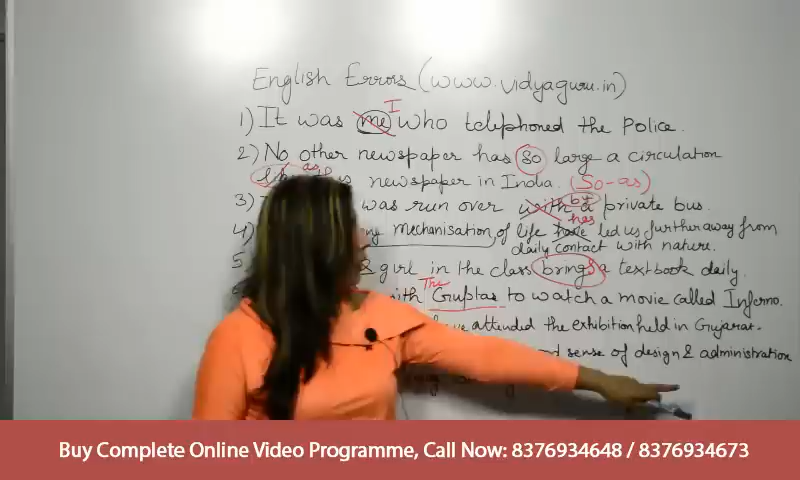 English Errors (www.vidyaguru.in)
I
1) It was me who telephoned the Police.
2) No other newspaper has so large a circulation
as
newspaper in India. (So-as)
by
3) was run over with a private bus.
has
4) mechanisation of life have led us further away from
daily contact with nature.
5 & girl in the class brings a textbook daily.
The
with Guptas to watch a movie called Inferno.
have attended the exhibition held in Gujarat.
sense of design & administration
Buy Complete Online Video Programme, Call Now: 8376934648 / 8376934673